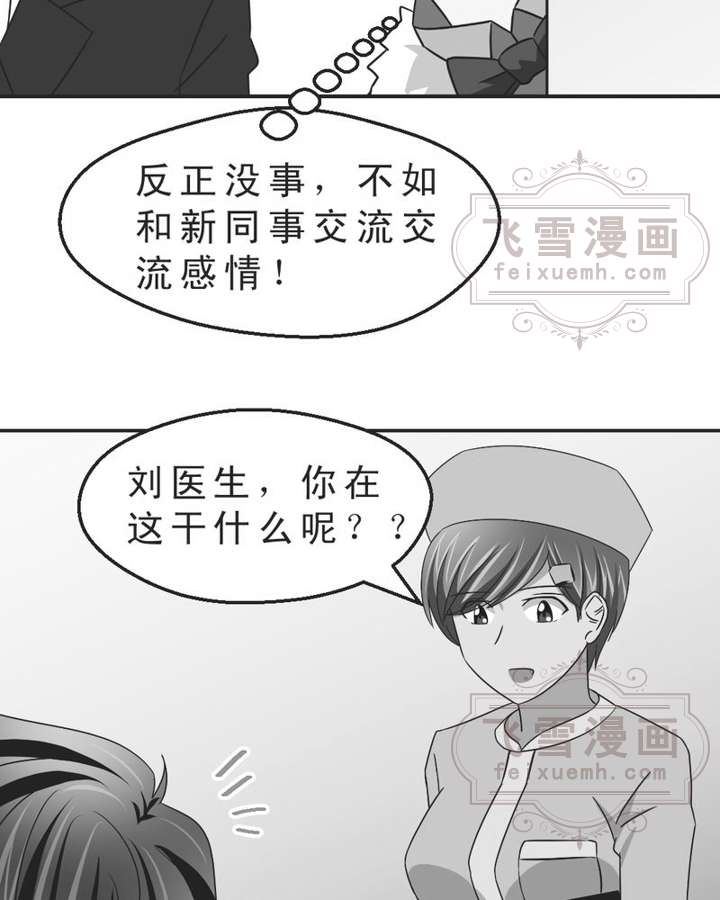 反正没事，不如
和新同事交流交
流感情！
飞雪漫画
feixuemh.com
刘医生，你在
这干什么呢？？
飞雪漫画
feixuemh.com